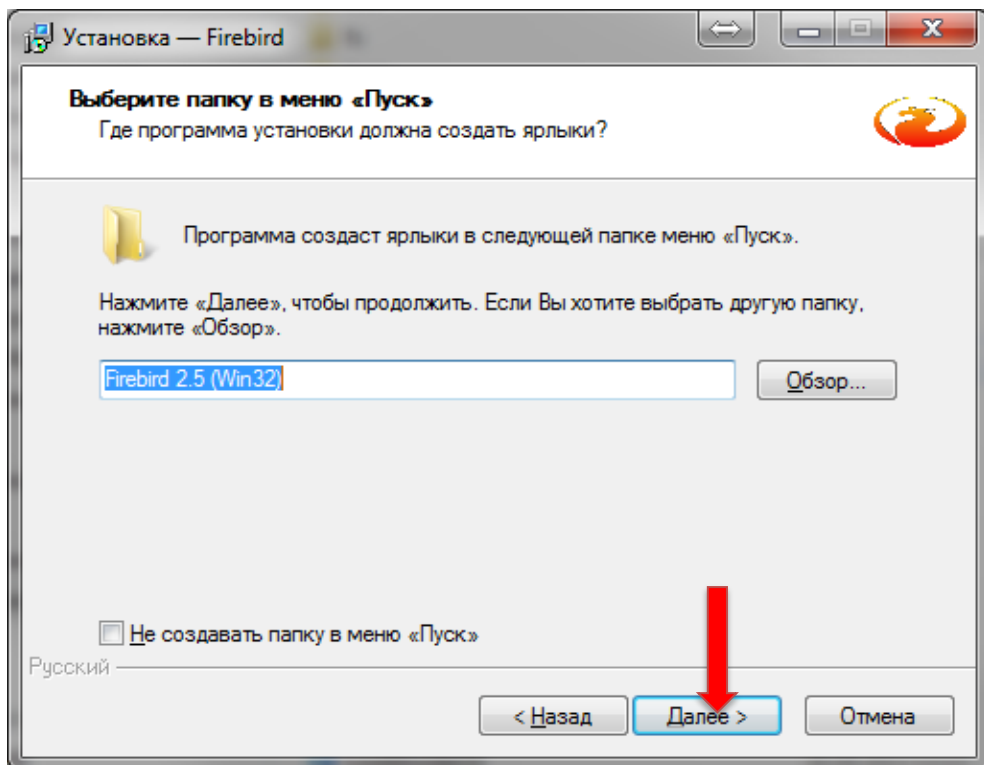 Установка — Firebird
Выберите папку в меню «Пуск»
Где программа установки должна создать ярлыки?
Программа создаст ярлыки в следующей папке меню «Пуск».
Нажмите «Далее», чтобы продолжить. Если Вы хотите выбрать другую папку,
нажмите «Обзор».
Firebird 2.5 (Win32)
Обзор...
Не создавать папку в меню «Пуск»
Русский
< Назад
Далее >
Отмена